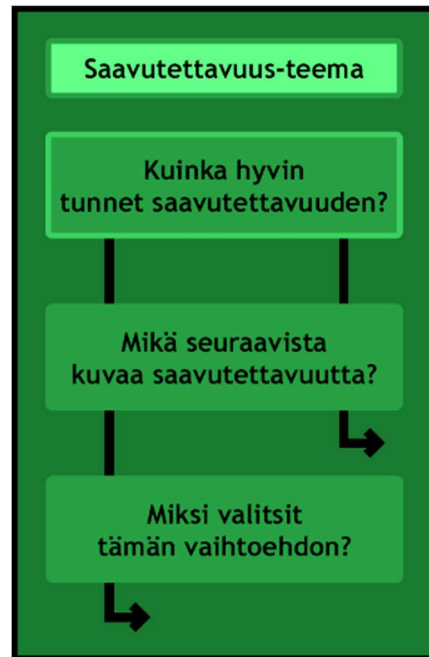 Saavutettavuus-teema
Kuinka hyvin
tunnet saavutettavuuden?
Mikä seuraavista
kuvaa saavutettavuutta?
Miksi valitsit
tämän vaihtoehdon?